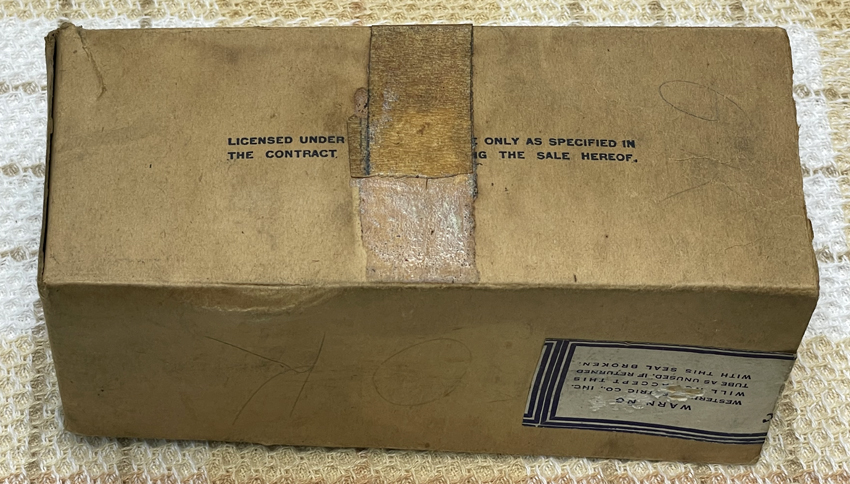 LICENSED UNDER ONLY AS SPECIFIED IN
THE CONTRACT THE SALE HEREOF.
WARNING
WESTERN ELECTRIC CO., INC.
WILL NOT ACCEPT THIS
TUBE AS UNUSED, IF RETURNED
WITH THIS SEAL BROKEN.